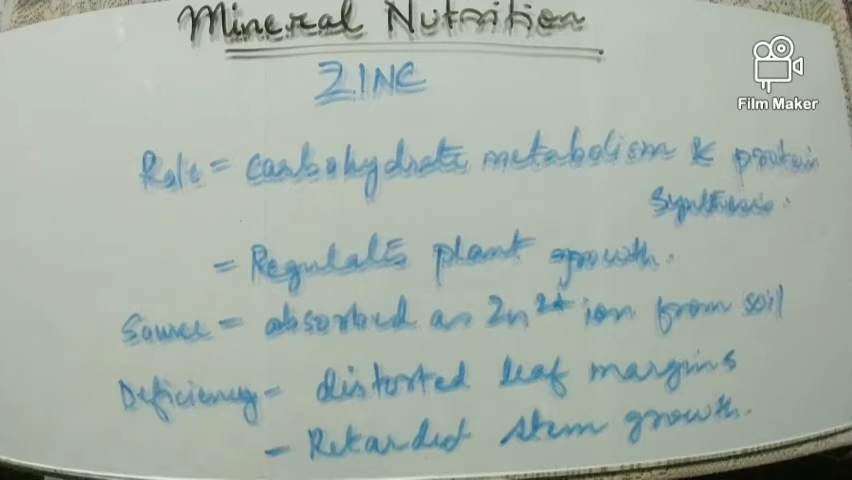 Mineral Nutrition
ZINC
Film Maker
Role = carbohydrate metabolism & protein
synthesis.
= Regulates plant growth.
Source = absorbed as Zn²⁺ ion from soil
Deficiency - distorted leaf margins
- Retarded stem growth.